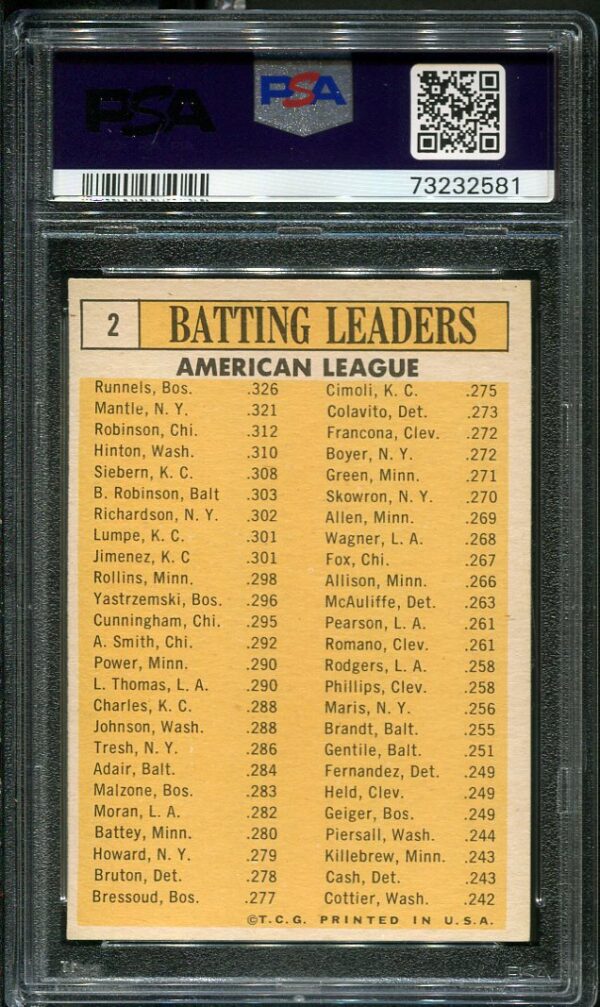 PSA
PSA
73232581
2
BATTING LEADERS
AMERICAN LEAGUE
Runnels, Bos. .326
Mantle, N. Y. .321
Robinson, Chi. .312
Hinton, Wash. .310
Siebern, K. C. .308
B. Robinson, Balt .303
Richardson, N. Y. .302
Lumpe, K. C. .301
Jimenez, K. C .301
Rollins, Minn. .298
Yastrzemski, Bos. .296
Cunningham, Chi. .295
A. Smith, Chi. .292
Power, Minn. .290
L. Thomas, L. A. .290
Charles, K. C. .288
Johnson, Wash. .288
Tresh, N. Y. .286
Adair, Balt. .284
Malzone, Bos. .283
Moran, L. A. .282
Battey, Minn. .280
Howard, N. Y. .279
Bruton, Det. .278
Bressoud, Bos. .277
Cimoli, K. C. .275
Colavito, Det. .273
Francona, Clev. .272
Boyer, N. Y. .272
Green, Minn. .271
Skowron, N. Y. .270
Allen, Minn. .269
Wagner, L. A. .268
Fox, Chi. .267
Allison, Minn. .266
McAuliffe, Det. .263
Pearson, L. A. .261
Romano, Clev. .261
Rodgers, L. A. .258
Phillips, Clev. .258
Maris, N. Y. .256
Brandt, Balt. .255
Gentile, Balt. .251
Fernandez, Det. .249
Held, Clev. .249
Geiger, Bos. .249
Piersall, Wash. .244
Killebrew, Minn. .243
Cash, Det. .243
Cottier, Wash. .242
©T.C.G. PRINTED IN U.S.A.